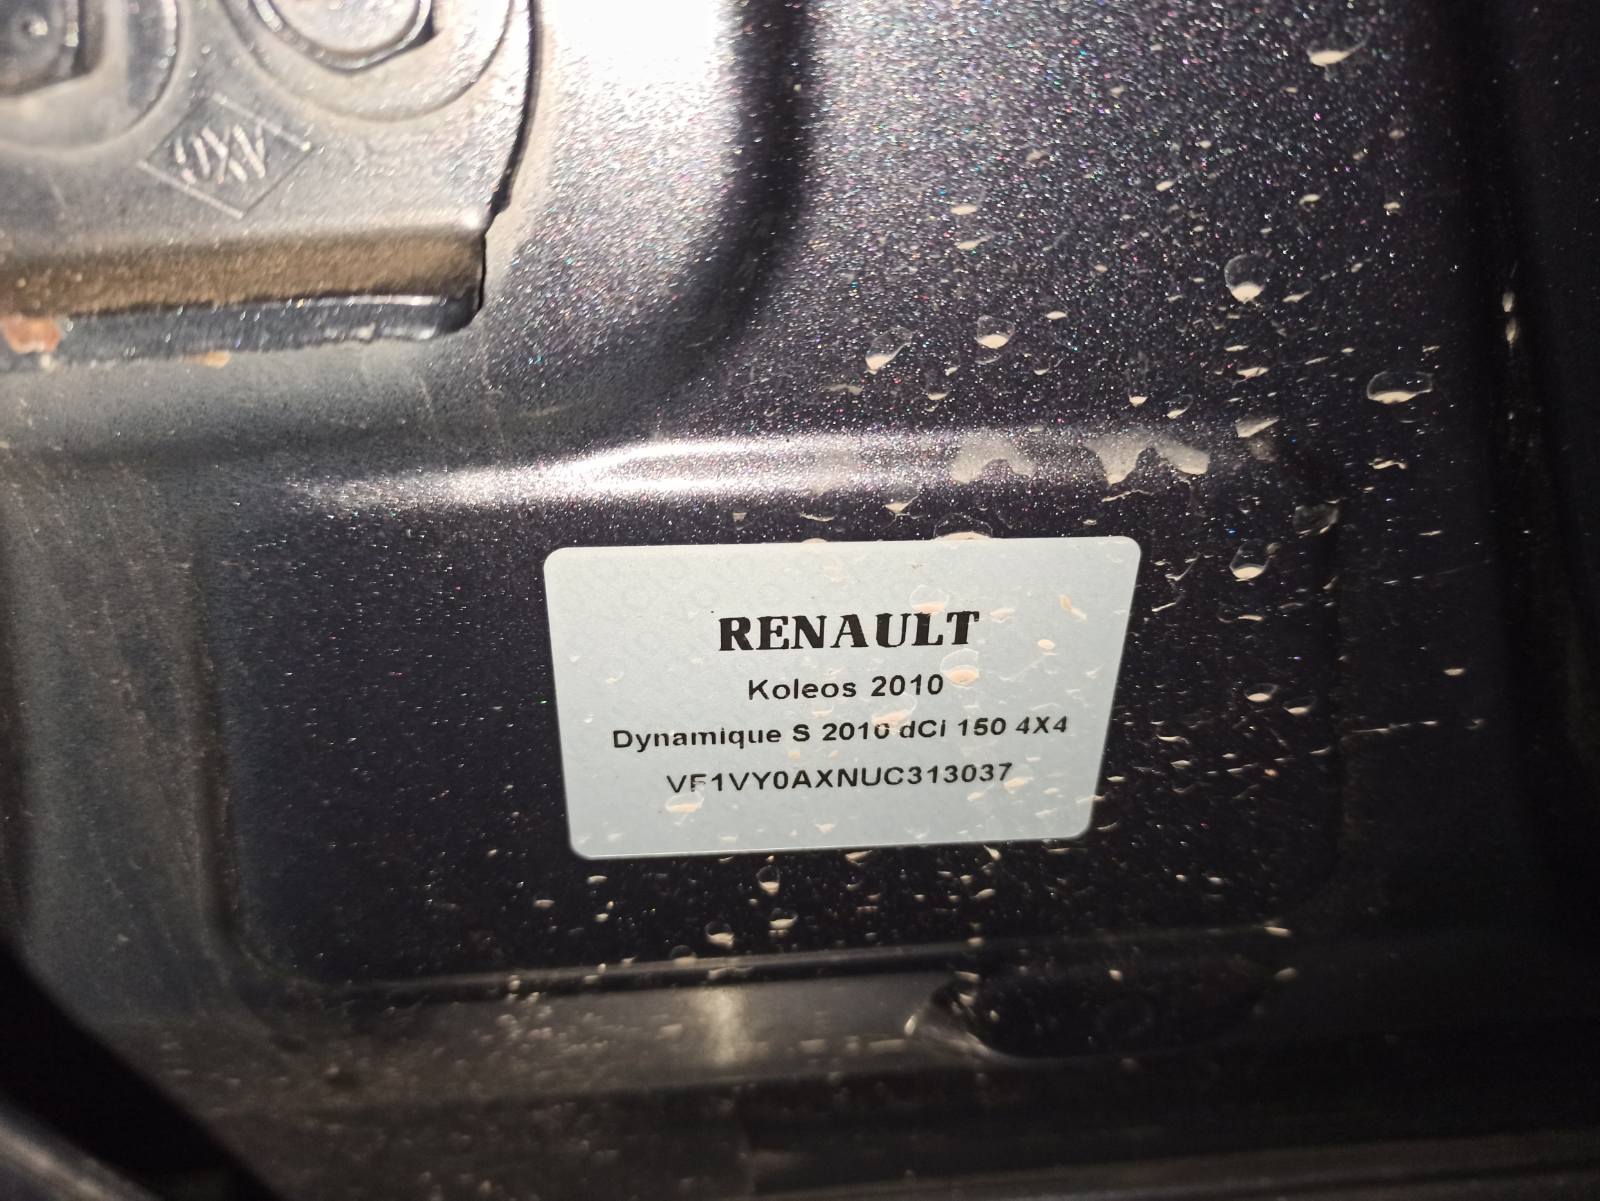 RENAULT
Koleos 2010
Dynamique S 2010 dCi 150 4X4
VF1VY0AXNUC313037